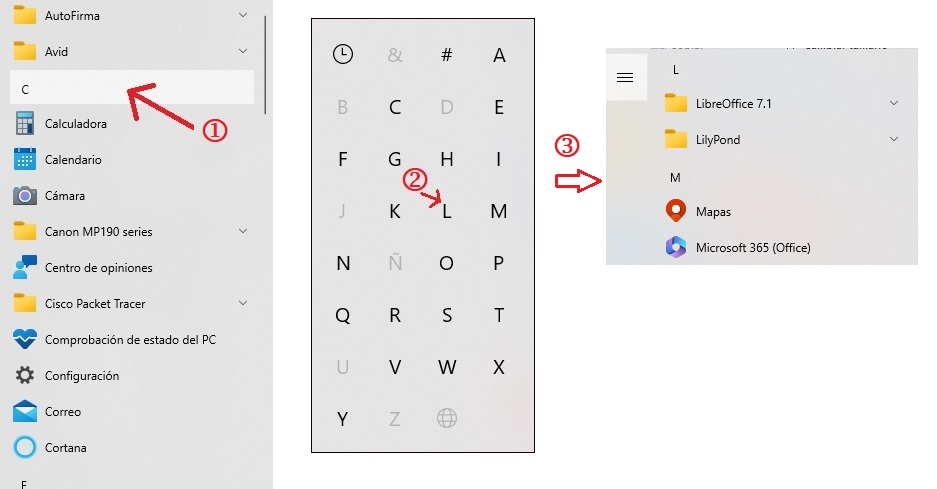 AutoFirma
Avid
C
①
Calculadora
Calendario
Cámara
Canon MP190 series
Centro de opiniones
Cisco Packet Tracer
Comprobación de estado del PC
Configuración
Correo
Cortana
& # A
B C D E
F G H I
②
J K L M
N Ñ O P
Q R S T
U V W X
Y Z
③
L
LibreOffice 7.1
LilyPond
M
Mapas
Microsoft 365 (Office)